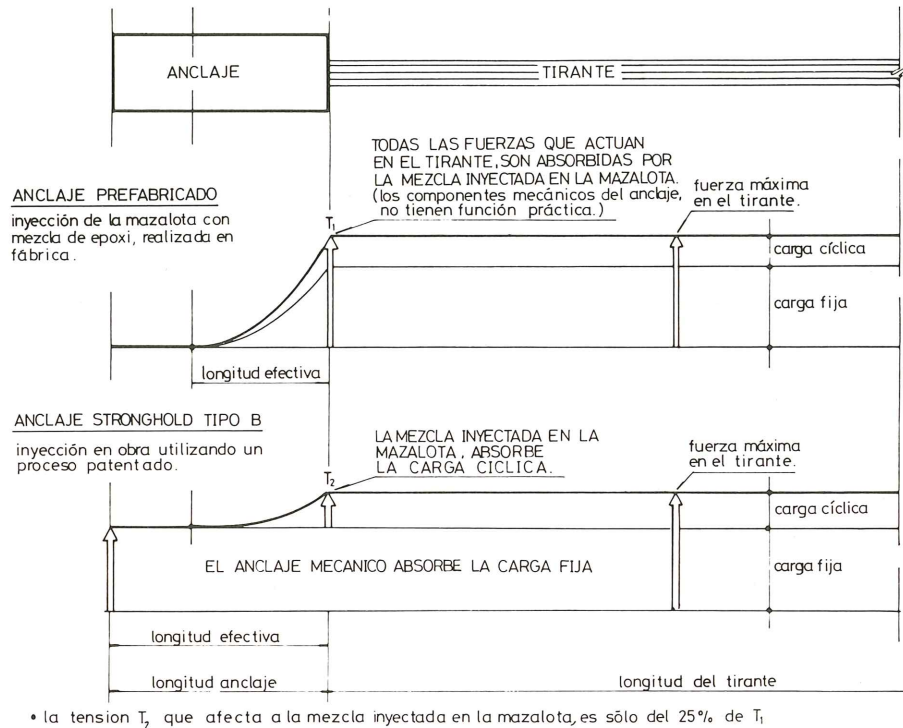 ANCLAJE
TIRANTE
TODAS LAS FUERZAS QUE ACTUAN
EN EL TIRANTE, SON ABSORBIDAS POR
LA MEZCLA INYECTADA EN LA MAZALOTA.
(los componentes mecánicos del anclaje,
no tienen función práctica.)
ANCLAJE PREFABRICADO
inyección de la mazalota con
mezcla de epoxi, realizada en
fábrica.
T₁
fuerza máxima
en el tirante.
carga cíclica
carga fija
longitud efectiva
ANCLAJE STRONGHOLD TIPO B
inyección en obra utilizando un
proceso patentado.
LA MEZCLA INYECTADA EN LA
MAZALOTA, ABSORBE
LA CARGA CICLICA.
T₂
fuerza máxima
en el tirante.
carga cíclica
EL ANCLAJE MECANICO ABSORBE LA CARGA FIJA
carga fija
longitud efectiva
longitud anclaje
longitud del tirante
• la tension T₂ que afecta a la mezcla inyectada en la mazalota, es sólo del 25% de T₁